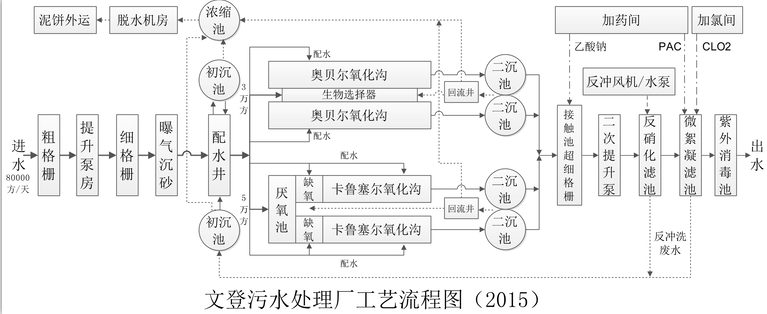 泥饼外运
脱水机房
浓缩池
加药间
加氯间
乙酸钠
PAC
CLO2
反冲风机/水泵
初沉池
配水
奥贝尔氧化沟
生物选择器
奥贝尔氧化沟
配水
二沉池
回流井
二沉池
3万方
进水
80000方/天
粗格栅
提升泵房
细格栅
曝气沉砂
配水井
接触池超细格栅
二次提升泵
反硝化滤池
微絮凝滤池
紫外消毒池
出水
配水
5万方
厌氧池
缺氧
卡鲁塞尔氧化沟
缺氧
卡鲁塞尔氧化沟
二沉池
回流井
二沉池
初沉池
配水
反冲洗废水
文登污水处理厂工艺流程图（2015）